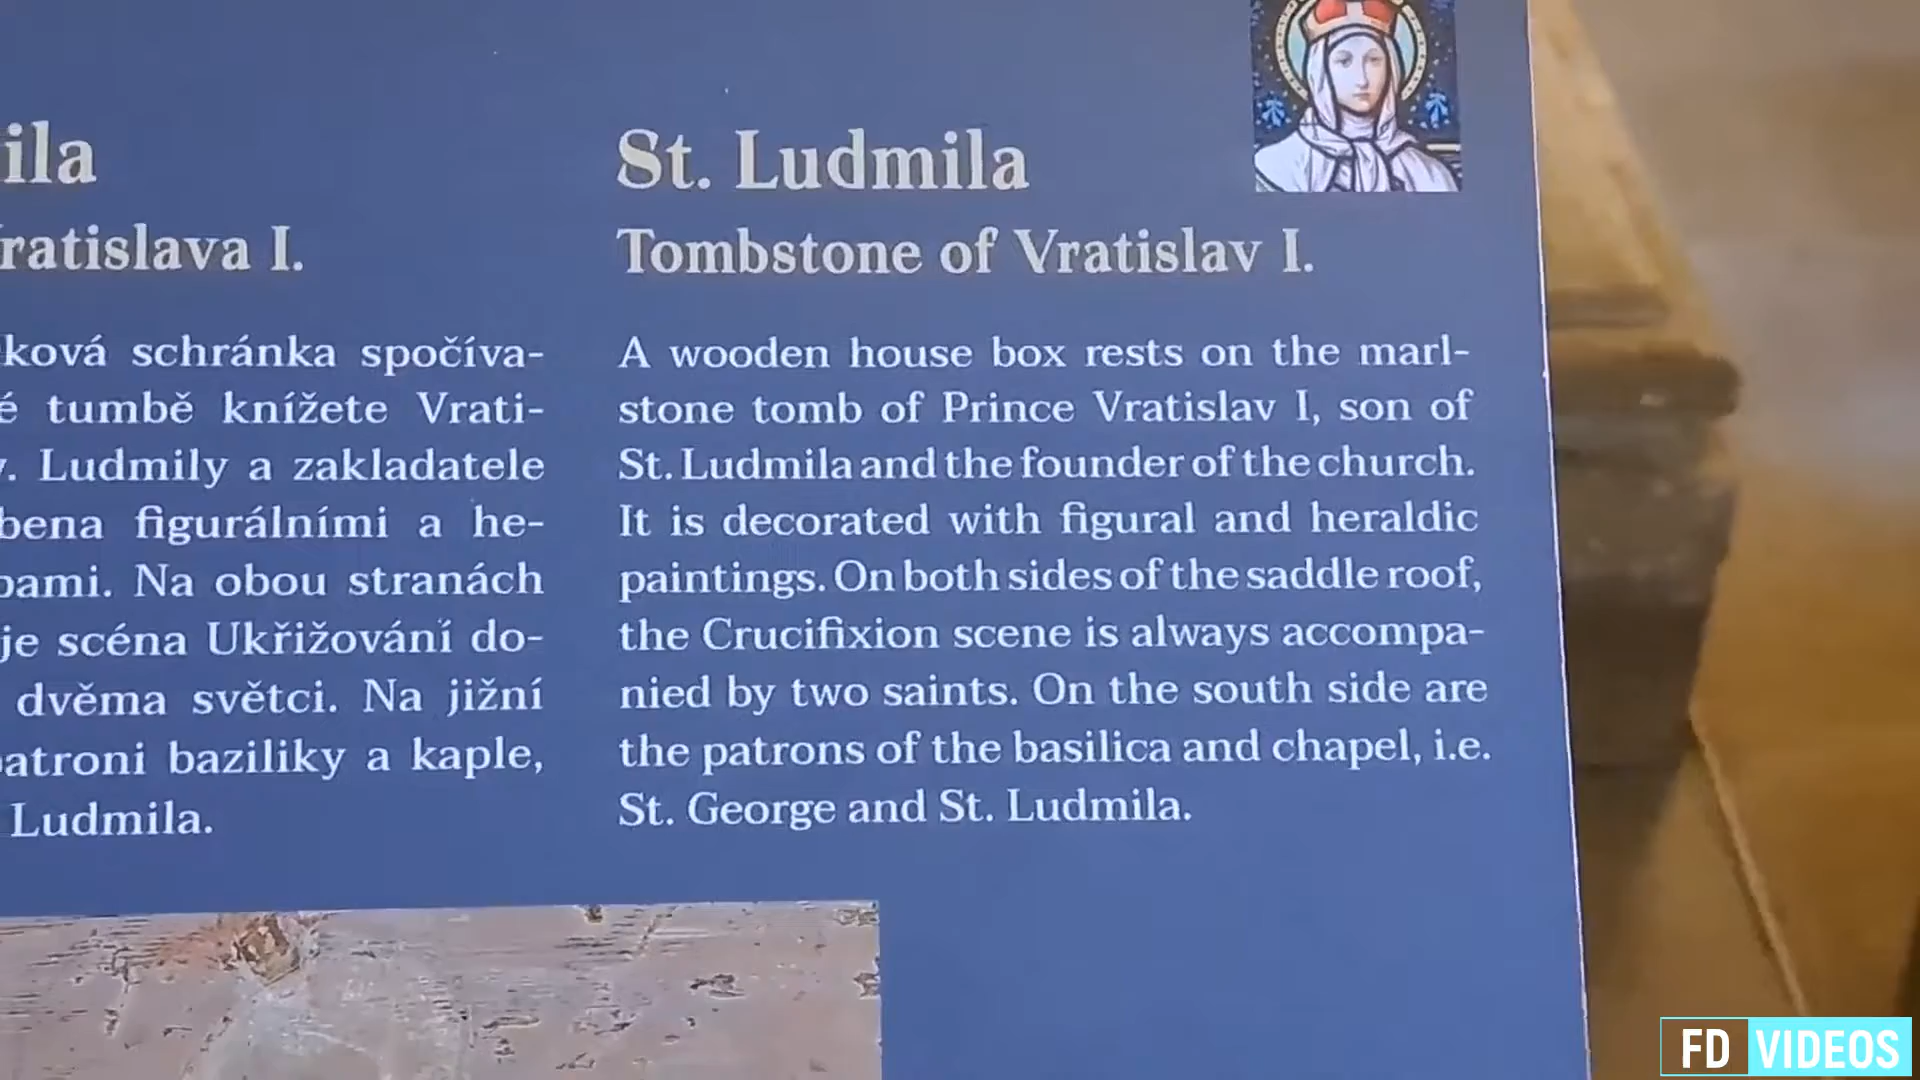 ila
ratislava I.
ková schránka spočíva-
é tumbě knížete Vrati-
v. Ludmily a zakladatele
bena figurálními a he-
bami. Na obou stranách
je scéna Ukřižování do-
dvěma světci. Na jižní
patroni baziliky a kaple,
Ludmila.
St. Ludmila
Tombstone of Vratislav I.
A wooden house box rests on the marl-
stone tomb of Prince Vratislav I, son of
St. Ludmila and the founder of the church.
It is decorated with figural and heraldic
paintings. On both sides of the saddle roof,
the Crucifixion scene is always accompa-
nied by two saints. On the south side are
the patrons of the basilica and chapel, i.e.
St. George and St. Ludmila.
FD VIDEOS